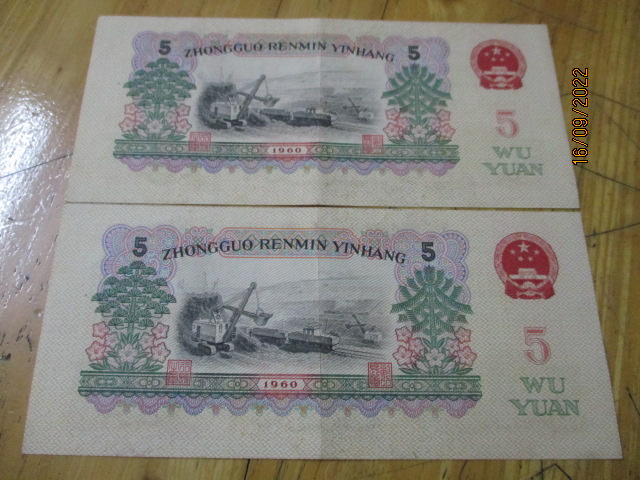 5 ZHONGGUO RENMIN YINHANG 5
5
WU
YUAN
1960
16/09/2022
5 ZHONGGUO RENMIN YINHANG 5
5
WU
YUAN
1960